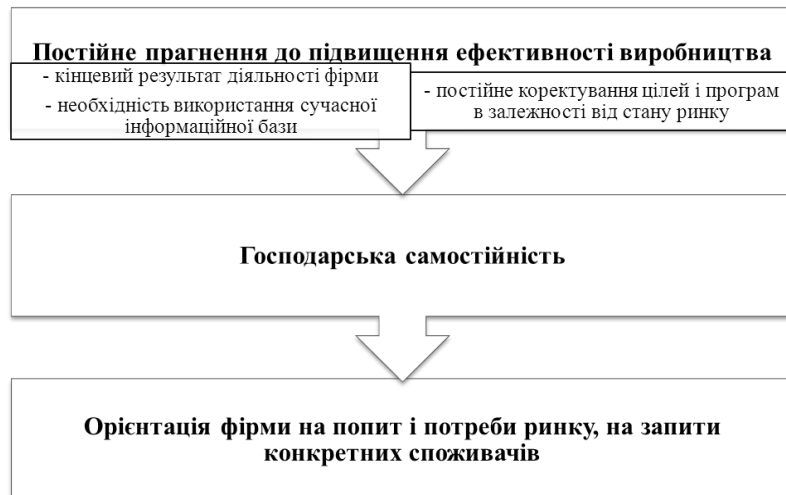 Постійне прагнення до підвищення ефективності виробництва
- кінцевий результат діяльності фірми
- необхідність використання сучасної
інформаційної бази
- постійне коректування цілей і програм
в залежності від стану ринку
Господарська самостійність
Орієнтація фірми на попит і потреби ринку, на запити
конкретних споживачів